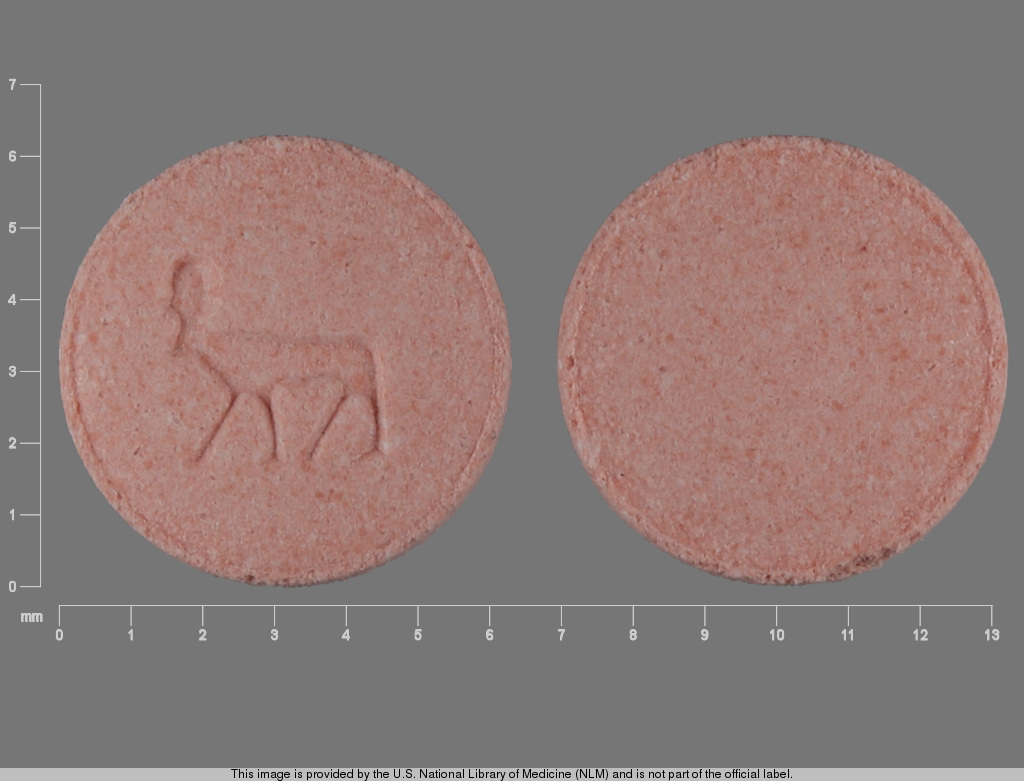 7
6
5
4
3
2
1
0
mm
0 1 2 3 4 5 6 7 8 9 10 11 12 13
This image is provided by the U.S. National Library of Medicine (NLM) and is not part of the official label.